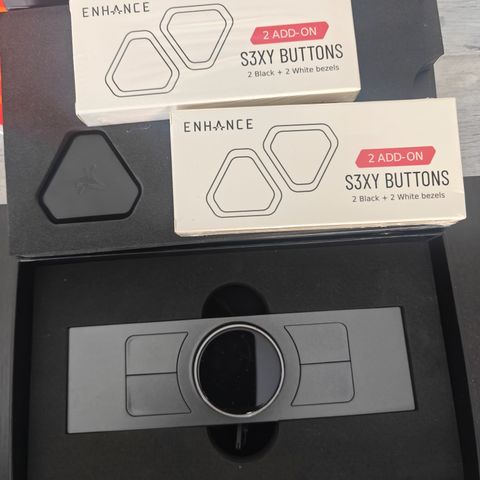 ENHANCE
2 ADD-ON
S3XY BUTTONS
2 Black + 2 White bezels
ENHANCE
2 ADD-ON
S3XY BUTTONS
2 Black + 2 White bezels